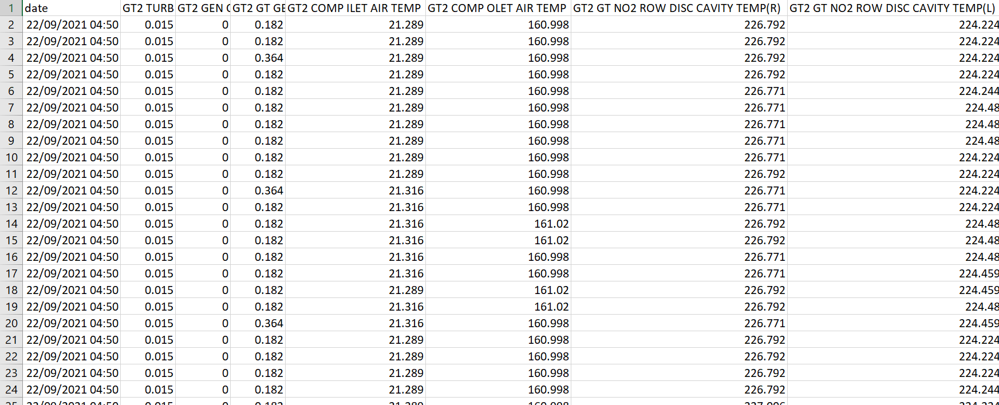 1 date GT2 TURB GT2 GEN GT2 GT GE GT2 COMP ILET AIR TEMP GT2 COMP OLET AIR TEMP GT2 GT NO2 ROW DISC CAVITY TEMP(R) GT2 GT NO2 ROW DISC CAVITY TEMP(L)
2 22/09/2021 04:50 0.015 0 0.182 21.289 160.998 226.792 224.224
3 22/09/2021 04:50 0.015 0 0.182 21.289 160.998 226.792 224.224
4 22/09/2021 04:50 0.015 0 0.364 21.289 160.998 226.792 224.224
5 22/09/2021 04:50 0.015 0 0.182 21.289 160.998 226.792 224.224
6 22/09/2021 04:50 0.015 0 0.182 21.289 160.998 226.771 224.244
7 22/09/2021 04:50 0.015 0 0.182 21.289 160.998 226.771 224.48
8 22/09/2021 04:50 0.015 0 0.182 21.289 160.998 226.771 224.48
9 22/09/2021 04:50 0.015 0 0.182 21.289 160.998 226.771 224.48
10 22/09/2021 04:50 0.015 0 0.182 21.289 160.998 226.771 224.224
11 22/09/2021 04:50 0.015 0 0.182 21.289 160.998 226.792 224.224
12 22/09/2021 04:50 0.015 0 0.364 21.316 160.998 226.771 224.224
13 22/09/2021 04:50 0.015 0 0.182 21.316 160.998 226.771 224.224
14 22/09/2021 04:50 0.015 0 0.182 21.316 161.02 226.792 224.48
15 22/09/2021 04:50 0.015 0 0.182 21.316 161.02 226.792 224.48
16 22/09/2021 04:50 0.015 0 0.182 21.316 160.998 226.771 224.48
17 22/09/2021 04:50 0.015 0 0.182 21.316 160.998 226.771 224.459
18 22/09/2021 04:50 0.015 0 0.182 21.289 161.02 226.792 224.459
19 22/09/2021 04:50 0.015 0 0.182 21.316 161.02 226.792 224.48
20 22/09/2021 04:50 0.015 0 0.364 21.316 160.998 226.771 224.459
21 22/09/2021 04:50 0.015 0 0.182 21.289 160.998 226.792 224.224
22 22/09/2021 04:50 0.015 0 0.182 21.289 160.998 226.792 224.224
23 22/09/2021 04:50 0.015 0 0.182 21.289 160.998 226.792 224.224
24 22/09/2021 04:50 0.015 0 0.182 21.289 160.998 226.792 224.244